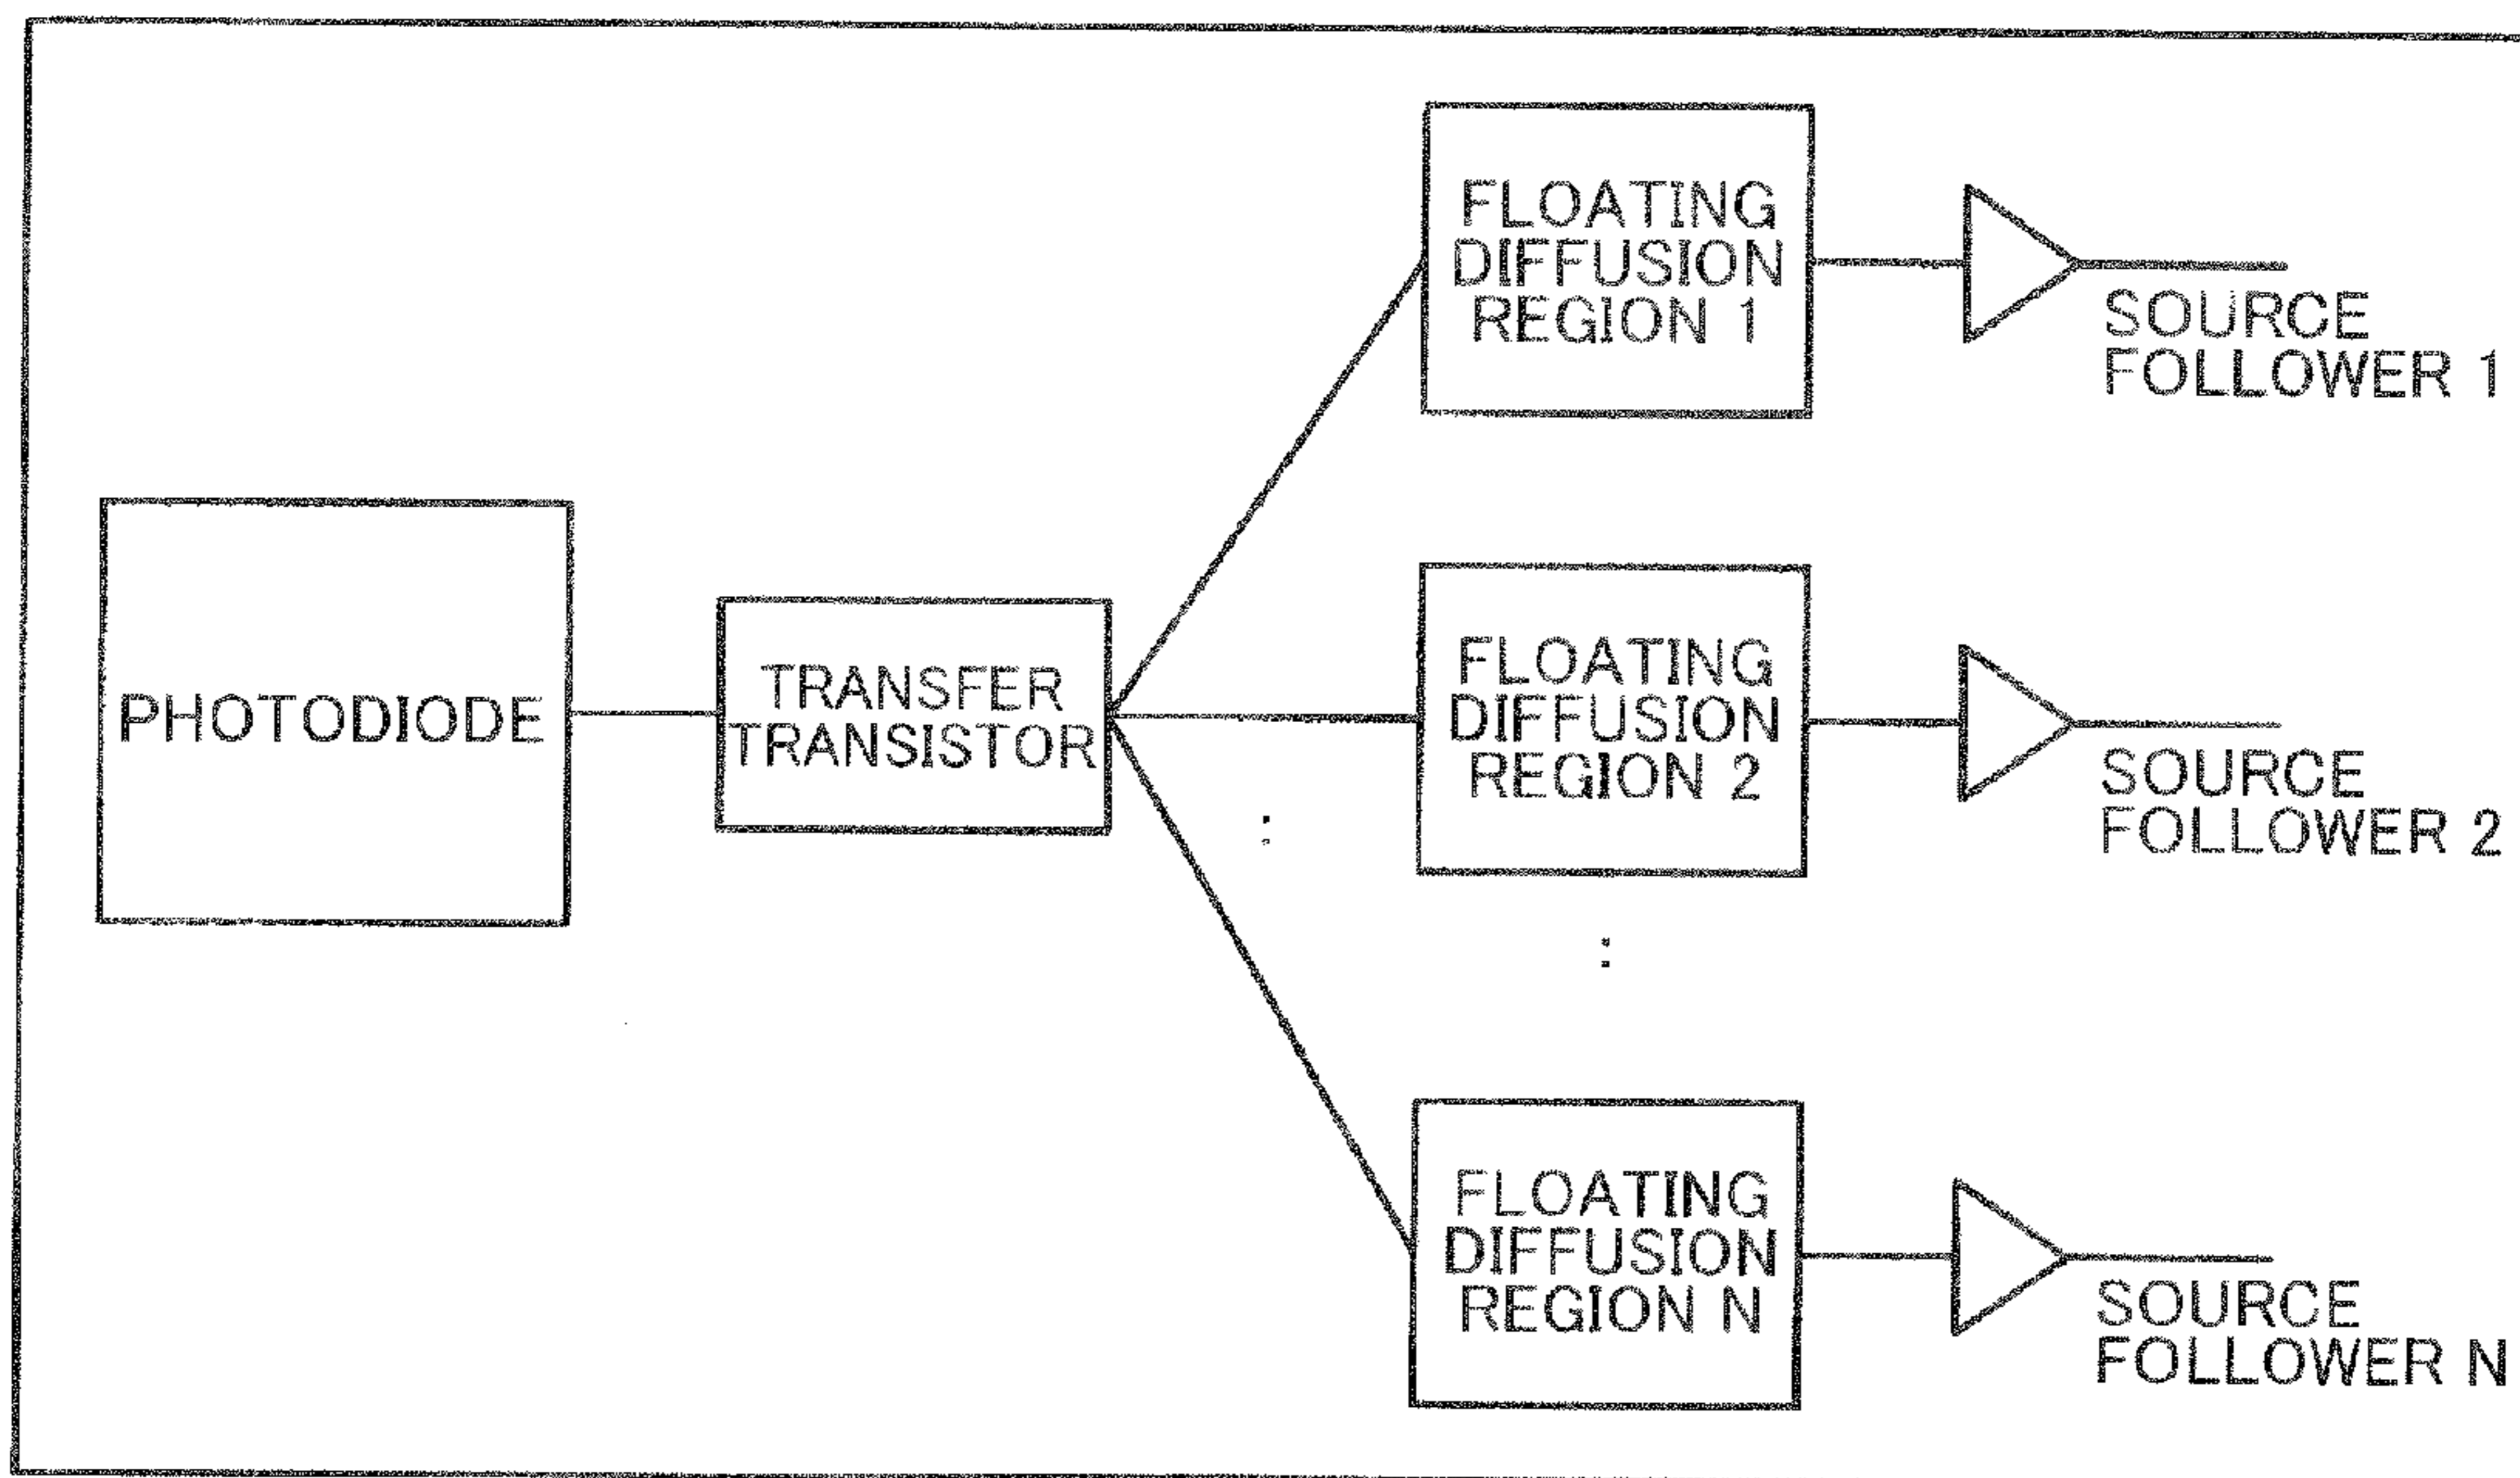 FLOATING
DIFFUSION
REGION 1
SOURCE
FOLLOWER 1
PHOTODIODE
TRANSFER
TRANSISTOR
FLOATING
DIFFUSION
REGION 2
SOURCE
FOLLOWER 2
FLOATING
DIFFUSION
REGION N
SOURCE
FOLLOWER N